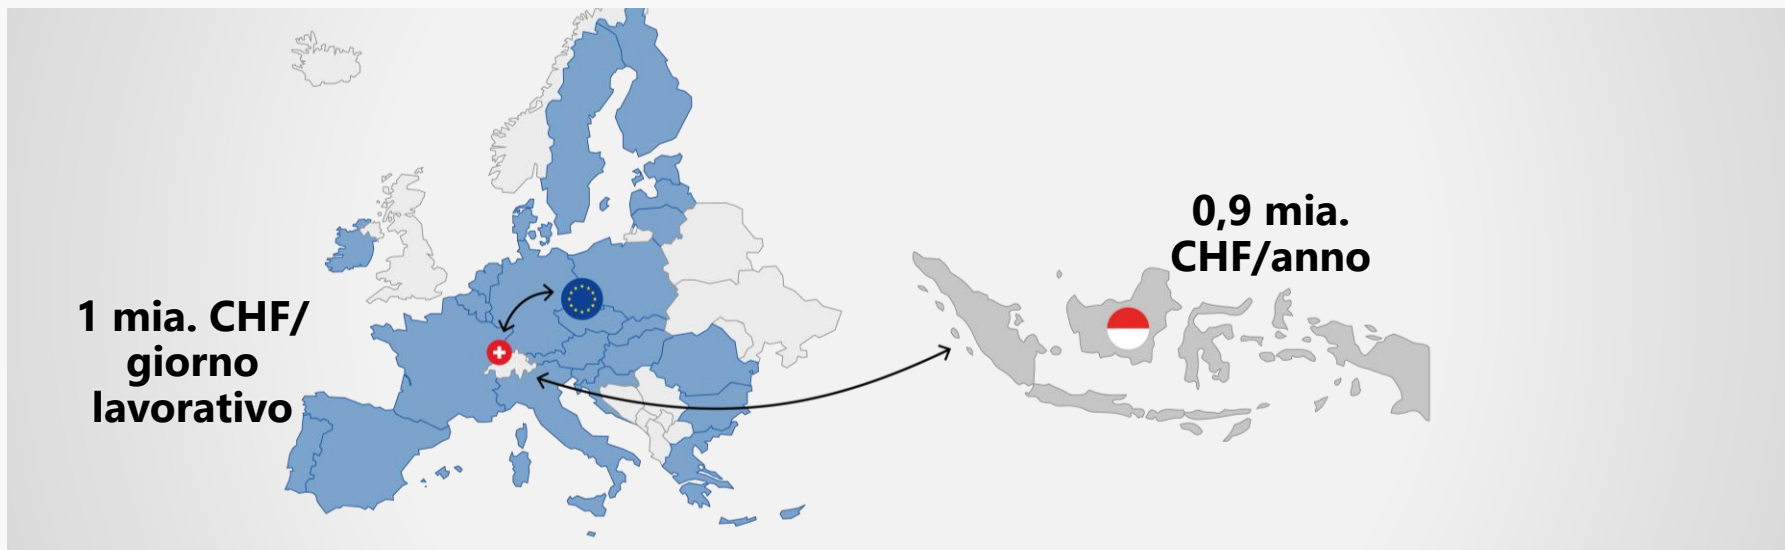 1 mia. CHF/
giorno
lavorativo
0,9 mia.
CHF/anno